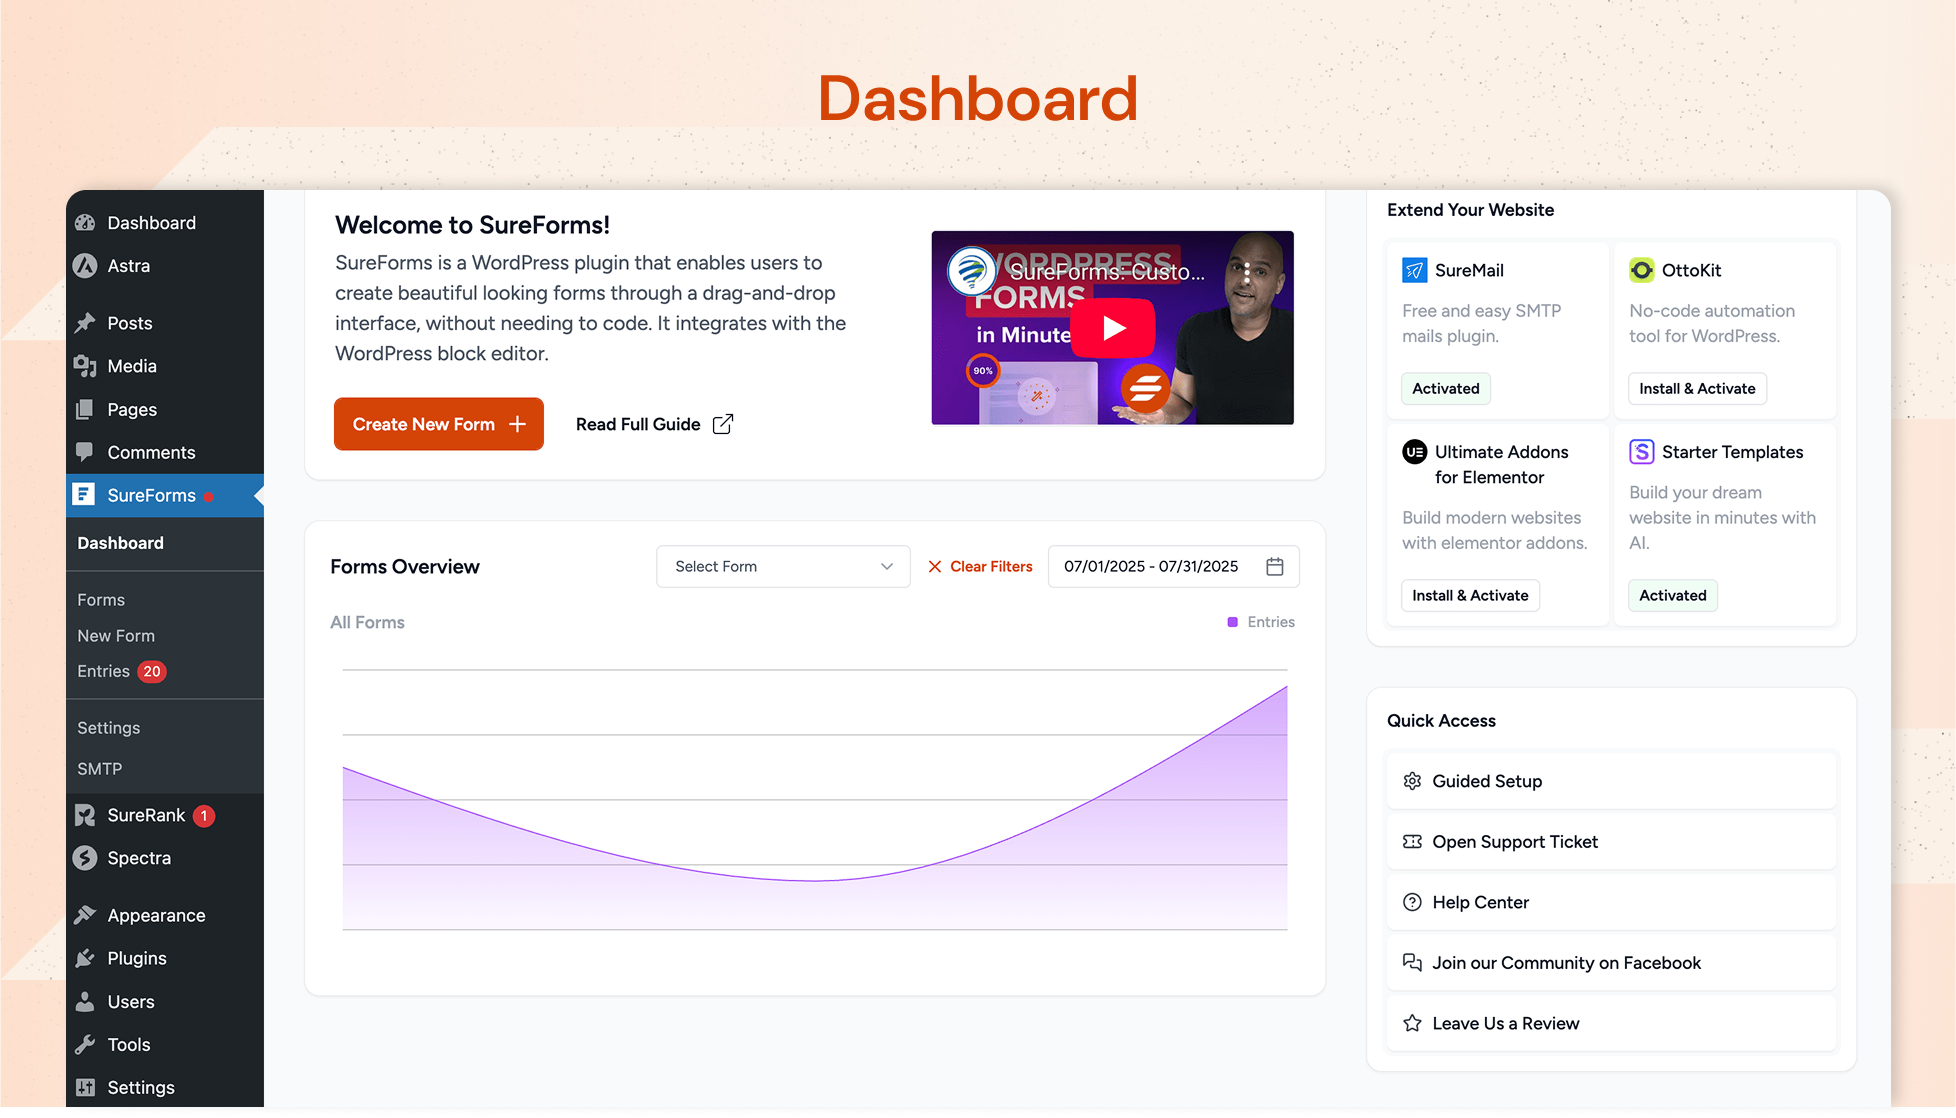 Dashboard
Dashboard
Astra
Posts
Media
Pages
Comments
SureForms
Dashboard
Forms
New Form
Entries 20
Settings
SMTP
SureRank 1
Spectra
Appearance
Plugins
Users
Tools
Settings
Welcome to SureForms!
SureForms is a WordPress plugin that enables users to
create beautiful looking forms through a drag-and-drop
interface, without needing to code. It integrates with the
WordPress block editor.
Create New Form
Read Full Guide
WORDPRESS
SureForms: Custo...
FORMS
in Minute
90%
Forms Overview
Select Form
Clear Filters
07/01/2025 - 07/31/2025
All Forms
Entries
Extend Your Website
SureMail
Free and easy SMTP
mails plugin.
Activated
OttoKit
No-code automation
tool for WordPress.
Install & Activate
UE
Ultimate Addons
for Elementor
Build modern websites
with elementor addons.
Install & Activate
Starter Templates
Build your dream
website in minutes with
AI.
Activated
Quick Access
Guided Setup
Open Support Ticket
Help Center
Join our Community on Facebook
Leave Us a Review